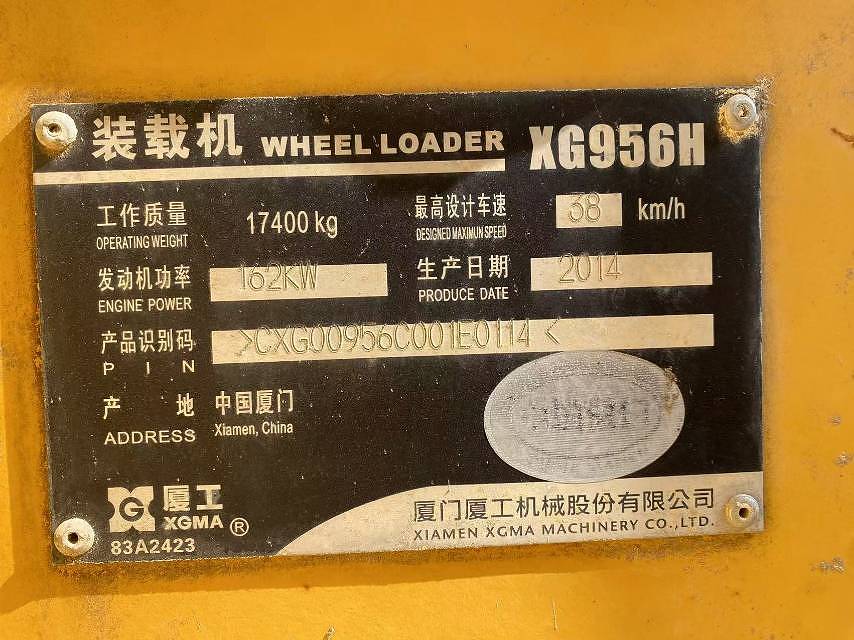 装载机 WHEEL LOADER XG956H
工作质量 17400 kg 最高设计车速 38 km/h
OPERATING WEIGHT DESIGNED MAXIMUN SPEED
发动机功率 162KW 生产日期 2014
ENGINE POWER PRODUCE DATE
产品识别码 >CXG00956C001E0114<
PIN
产地 中国厦门
ADDRESS Xiamen, China
厦工
XGMA ®
83A2423
厦门厦工机械股份有限公司
XIAMEN XGMA MACHINERY CO.,LTD.